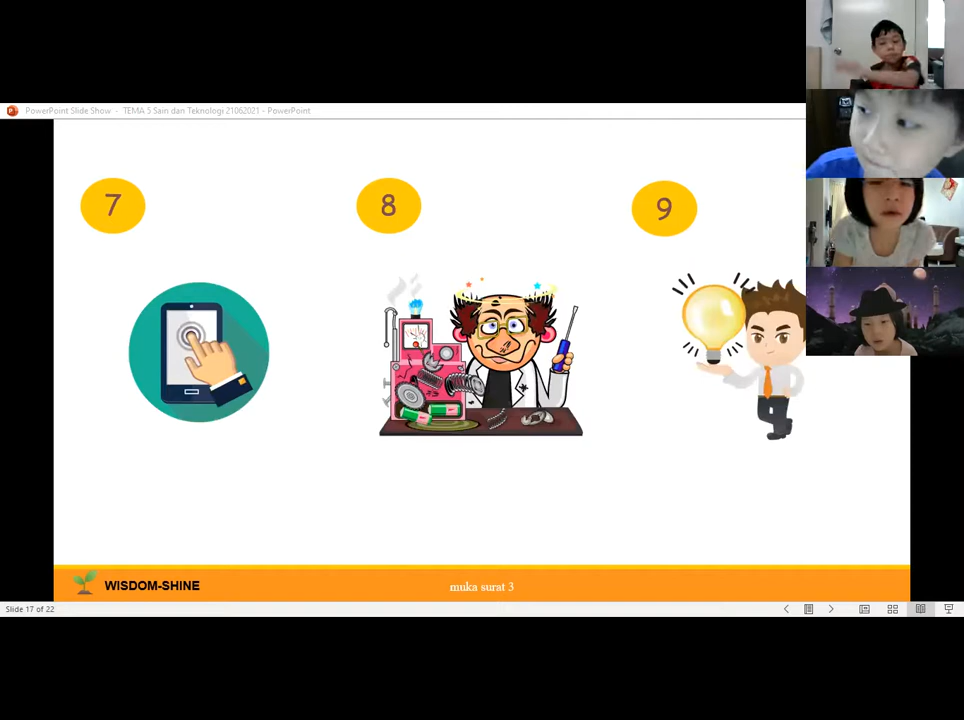 PowerPoint Slide Show - TEMA 5 Sain dan Teknologi 21062021 - PowerPoint
7
8
9
WISDOM-SHINE
muka surat 3
Slide 17 of 22